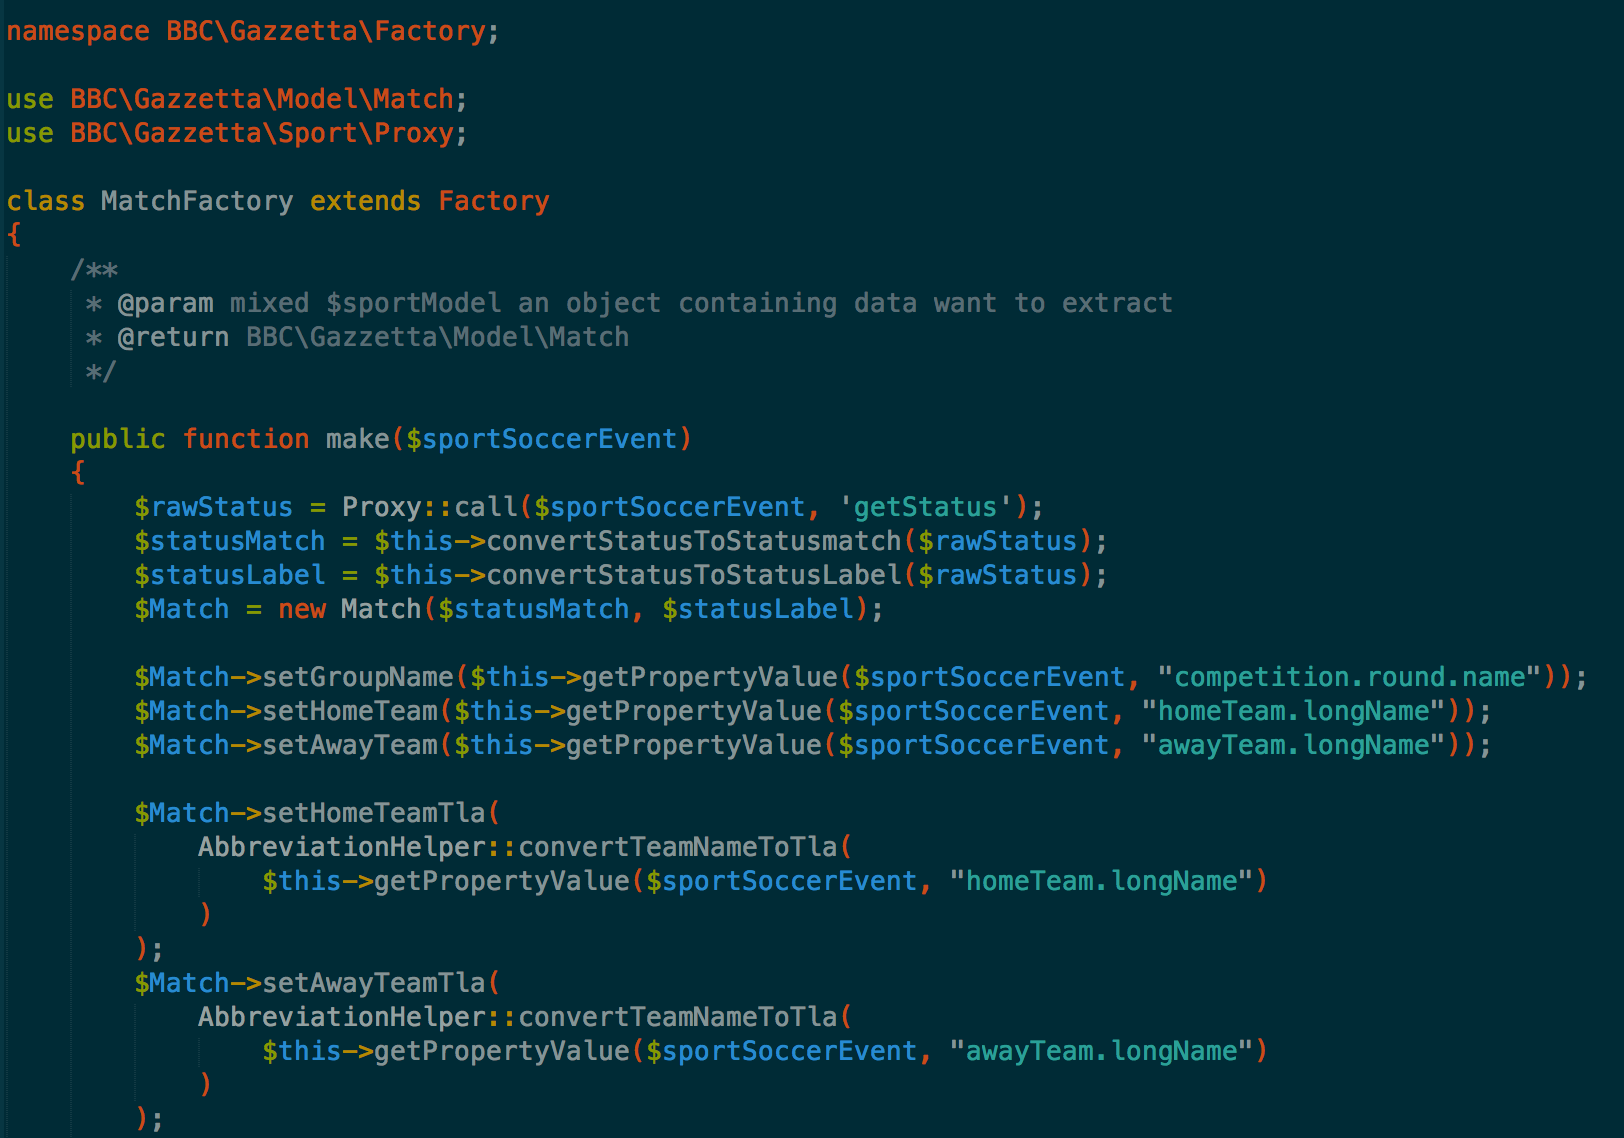 namespace BBC\Gazzetta\Factory;
use BBC\Gazzetta\Model\Match;
use BBC\Gazzetta\Sport\Proxy;
class MatchFactory extends Factory
{
/**
* @param mixed $sportModel an object containing data want to extract
* @return BBC\Gazzetta\Model\Match
*/
public function make($sportSoccerEvent)
{
$rawStatus = Proxy::call($sportSoccerEvent, 'getStatus');
$statusMatch = $this->convertStatusToStatusmatch($rawStatus);
$statusLabel = $this->convertStatusToStatusLabel($rawStatus);
$Match = new Match($statusMatch, $statusLabel);
$Match->setGroupName($this->getPropertyValue($sportSoccerEvent, "competition.round.name"));
$Match->setHomeTeam($this->getPropertyValue($sportSoccerEvent, "homeTeam.longName"));
$Match->setAwayTeam($this->getPropertyValue($sportSoccerEvent, "awayTeam.longName"));
$Match->setHomeTeamTla(
AbbreviationHelper::convertTeamNameToTla(
$this->getPropertyValue($sportSoccerEvent, "homeTeam.longName")
)
);
$Match->setAwayTeamTla(
AbbreviationHelper::convertTeamNameToTla(
$this->getPropertyValue($sportSoccerEvent, "awayTeam.longName")
)
);